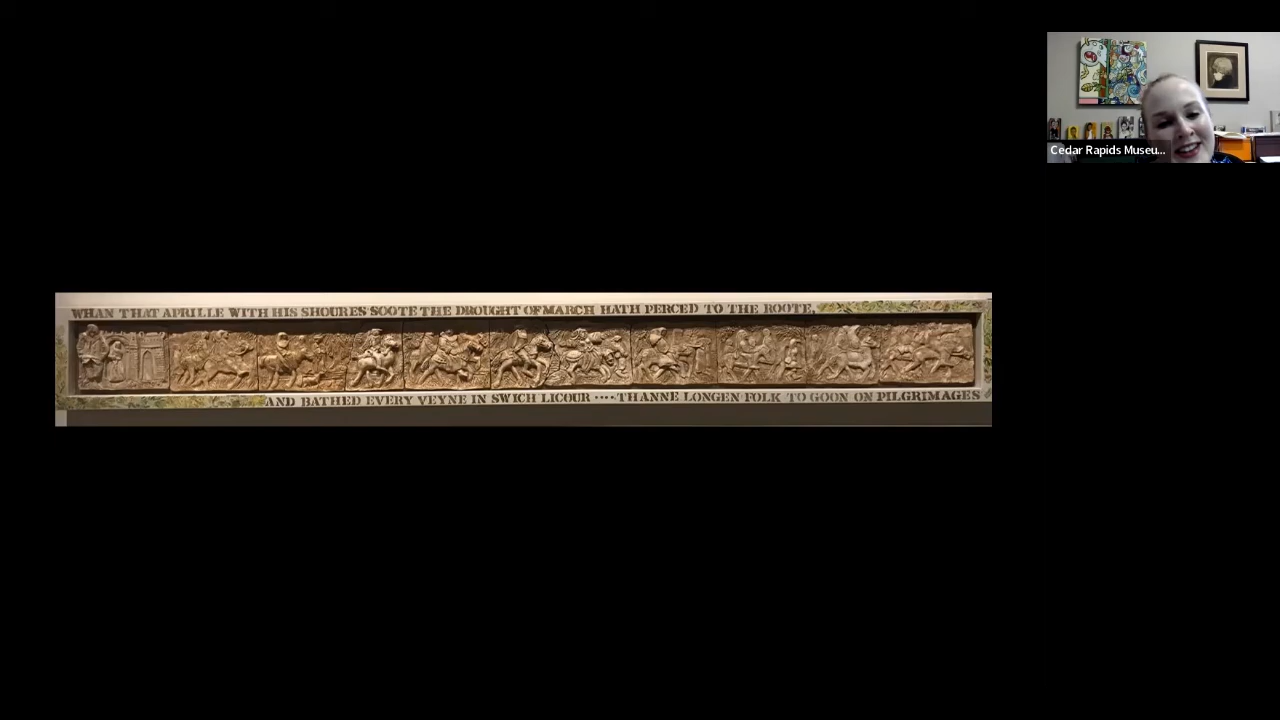 Cedar Rapids Museu...
WHAN THAT APRILLE WITH HIS SHOURES SOOTE THE DROUGHT OF MARCH HATH PERCED TO THE ROOTE,
AND BATHED EVERY VEYNE IN SWICH LICOUR ···· THANNE LONGEN FOLK TO GOON ON PILGRIMAGES